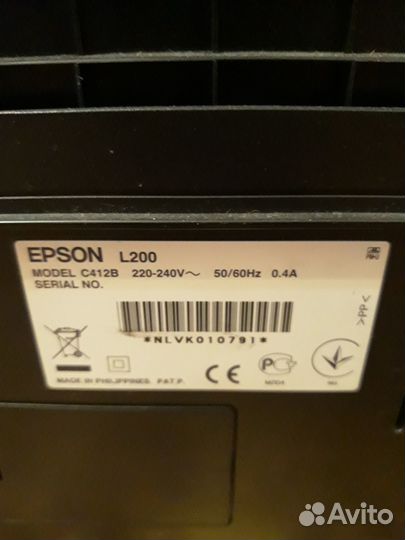 EPSON L200
MODEL C412B 220-240V～ 50/60Hz 0.4A
SERIAL NO.
*NLVK010791*
>PP<
MADE IN PHILIPPINES PAT.P.
CE
Avito